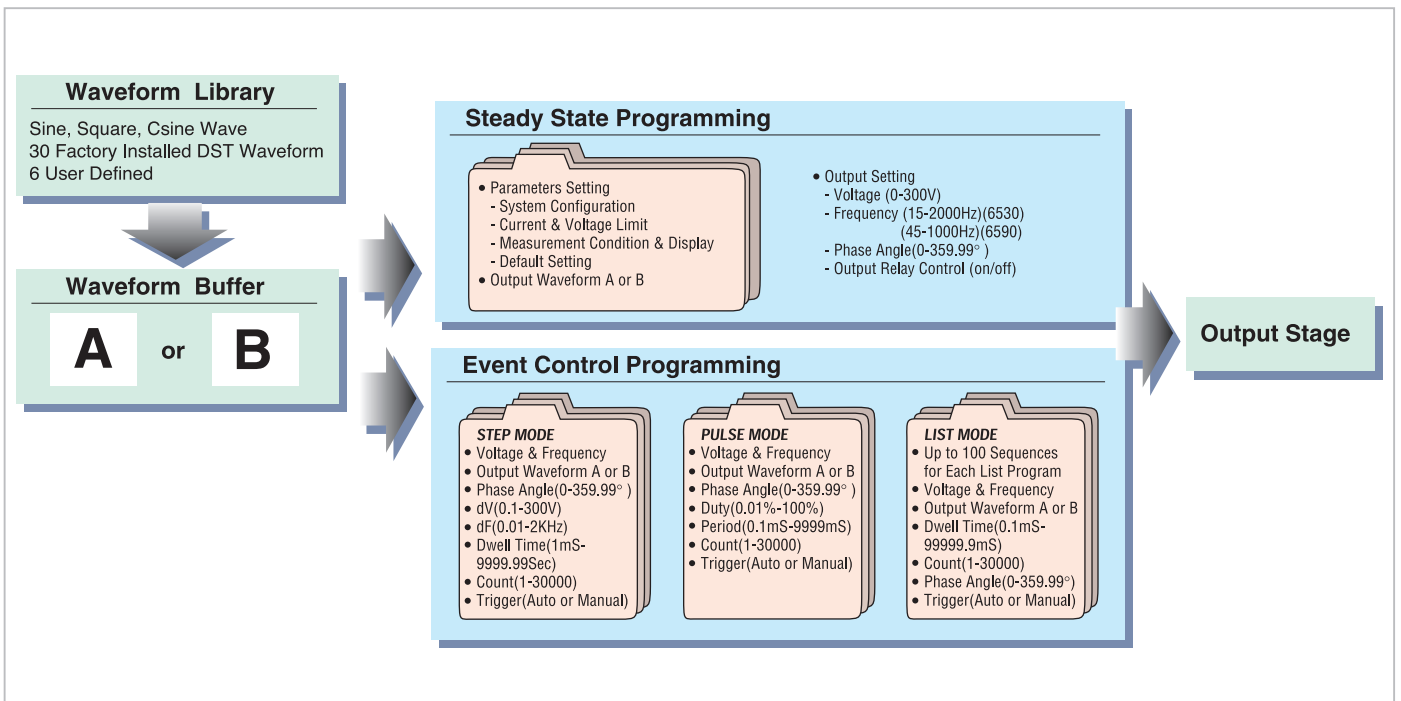 Waveform Library
Sine, Square, Csine Wave
30 Factory Installed DST Waveform
6 User Defined
Waveform Buffer
A or B
Steady State Programming
• Parameters Setting
- System Configuration
- Current & Voltage Limit
- Measurement Condition & Display
- Default Setting
• Output Waveform A or B
• Output Setting
- Voltage (0-300V)
- Frequency (15-2000Hz)(6530)
(45-1000Hz)(6590)
- Phase Angle(0-359.99° )
- Output Relay Control (on/off)
Event Control Programming
STEP MODE
• Voltage & Frequency
• Output Waveform A or B
• Phase Angle(0-359.99° )
• dV(0.1-300V)
• dF(0.01-2KHz)
• Dwell Time(1mS-
9999.99Sec)
• Count(1-30000)
• Trigger(Auto or Manual)
PULSE MODE
• Voltage & Frequency
• Output Waveform A or B
• Phase Angle(0-359.99° )
• Duty(0.01%-100%)
• Period(0.1mS-9999mS)
• Count(1-30000)
• Trigger(Auto or Manual)
LIST MODE
• Up to 100 Sequences
for Each List Program
• Voltage & Frequency
• Output Waveform A or B
• Dwell Time(0.1mS-
99999.9mS)
• Count(1-30000)
• Phase Angle(0-359.99°)
• Trigger(Auto or Manual)
Output Stage